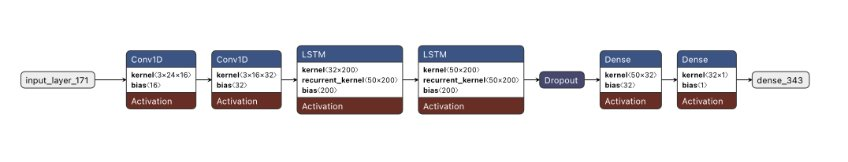 input_layer_171
Conv1D
kernel⟨3×24×16⟩
bias⟨16⟩
Activation
Conv1D
kernel⟨3×16×32⟩
bias⟨32⟩
Activation
LSTM
kernel⟨32×200⟩
recurrent_kernel⟨50×200⟩
bias⟨200⟩
Activation
LSTM
kernel⟨50×200⟩
recurrent_kernel⟨50×200⟩
bias⟨200⟩
Activation
Dropout
Dense
kernel⟨50×32⟩
bias⟨32⟩
Activation
Dense
kernel⟨32×1⟩
bias⟨1⟩
Activation
dense_343